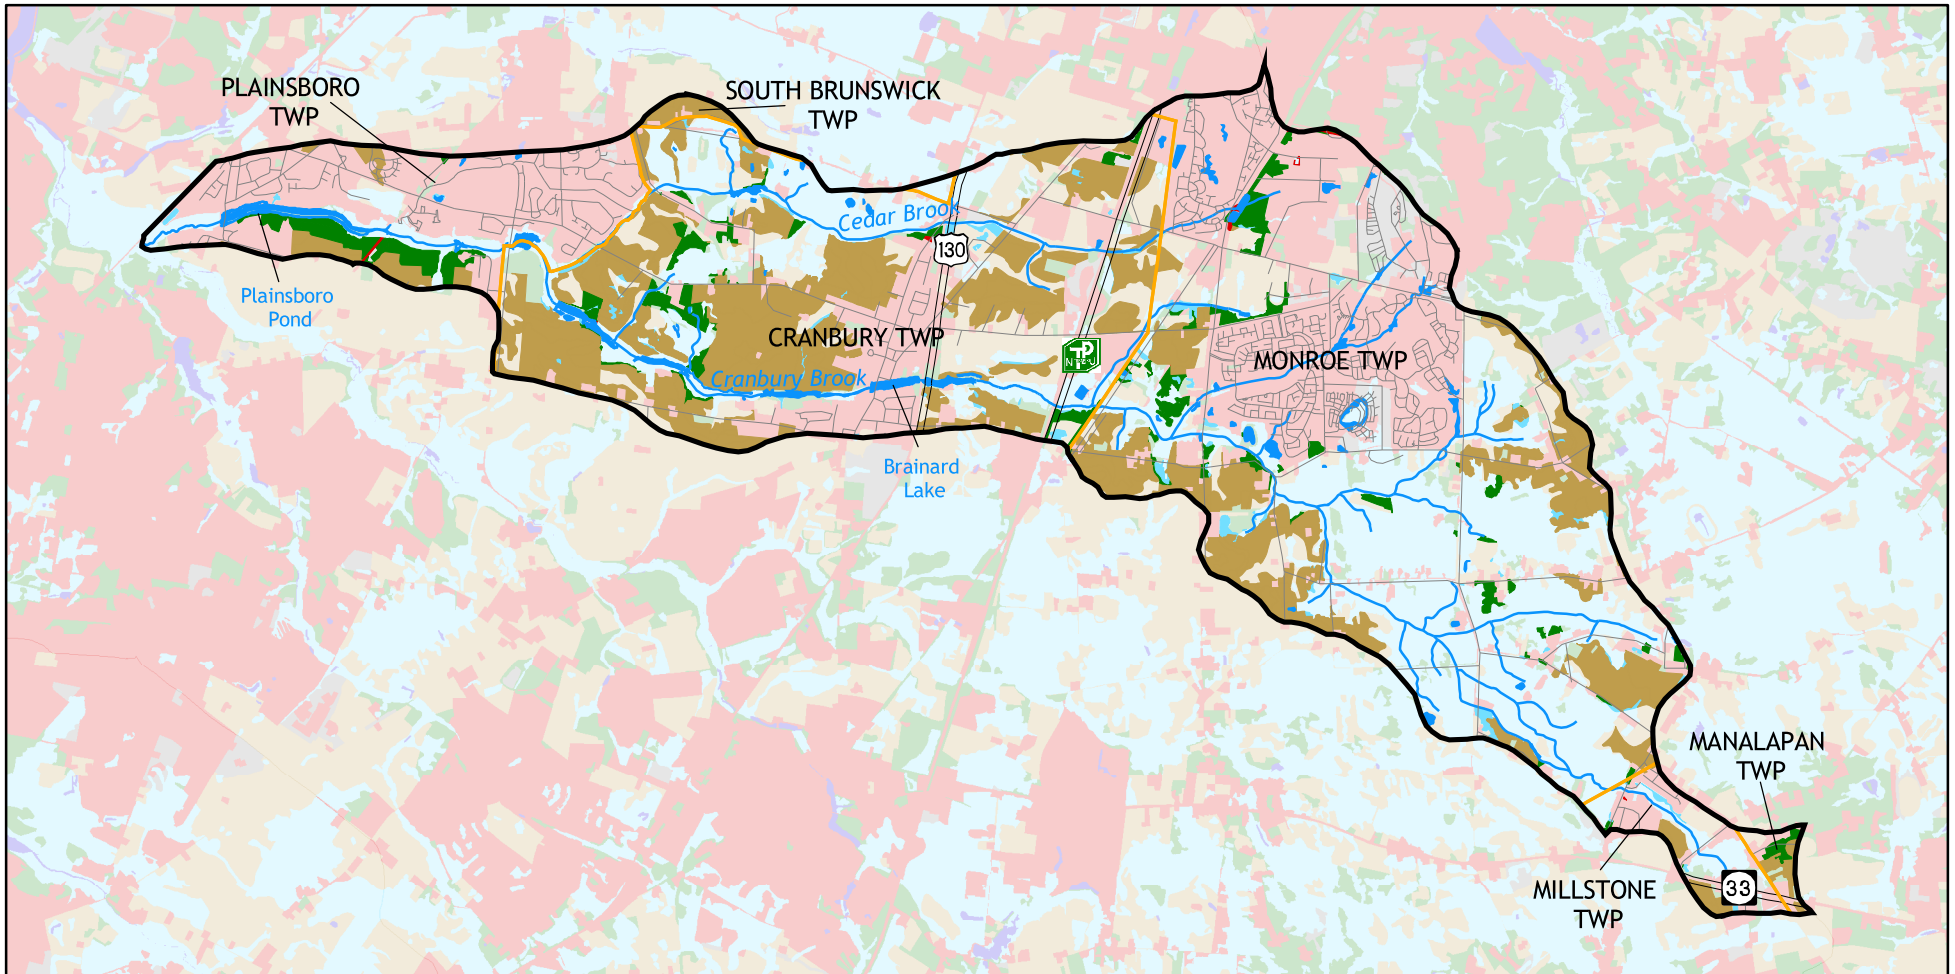 PLAINSBORO
TWP
SOUTH BRUNSWICK
TWP
Cedar Brook
130
Plainsboro
Pond
CRANBURY TWP
MONROE TWP
Cranbury Brook
Brainard
Lake
MANALAPAN
TWP
MILLSTONE
TWP
33